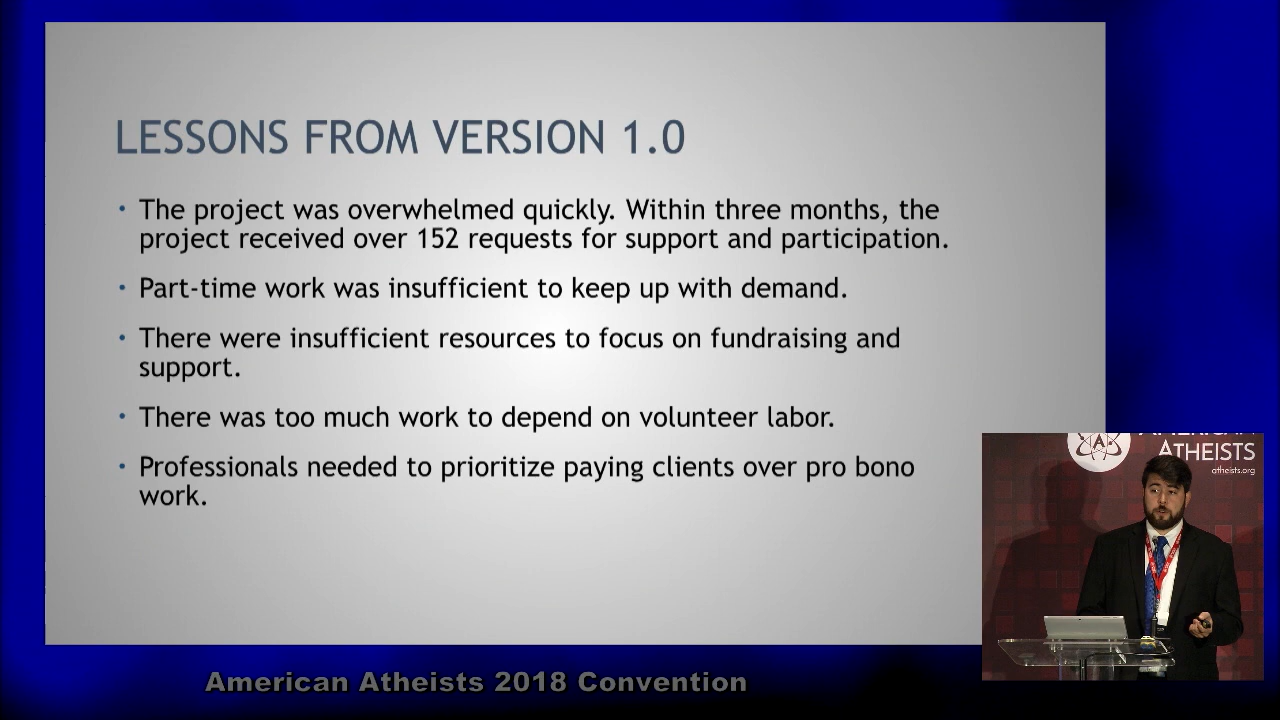 LESSONS FROM VERSION 1.0
• The project was overwhelmed quickly. Within three months, the
project received over 152 requests for support and participation.
• Part-time work was insufficient to keep up with demand.
• There were insufficient resources to focus on fundraising and
support.
• There was too much work to depend on volunteer labor.
• Professionals needed to prioritize paying clients over pro bono
work.
AMERICAN
ATHEISTS
atheists.org
American Atheists 2018 Convention